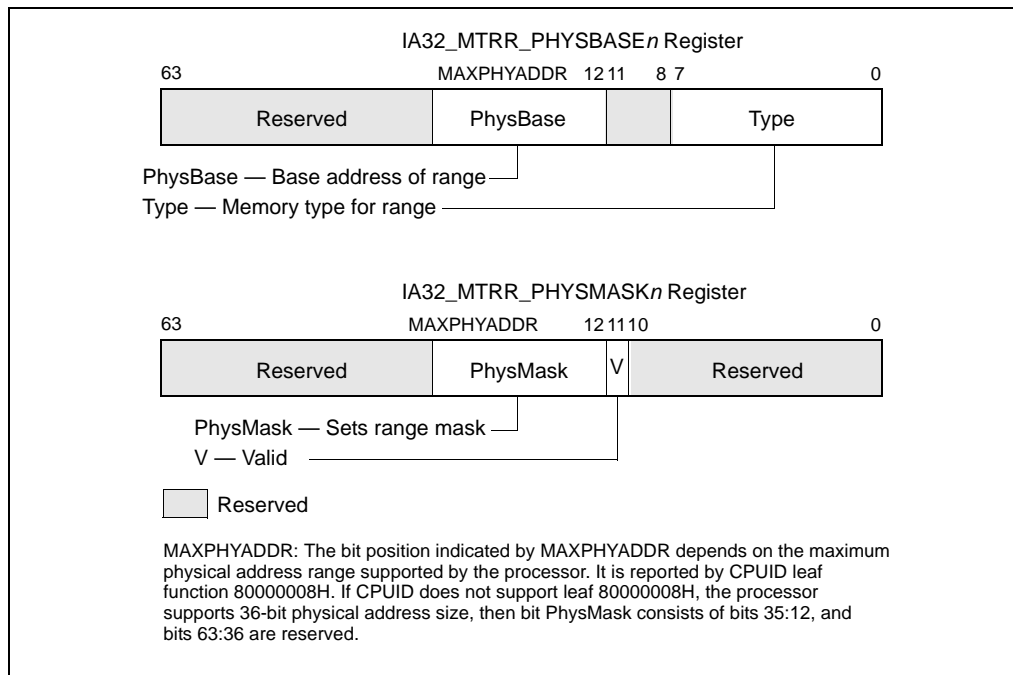 IA32_MTRR_PHYSBASEn Register
63 MAXPHYADDR 12 11 8 7 0
Reserved PhysBase Type
PhysBase — Base address of range
Type — Memory type for range
IA32_MTRR_PHYSMASKn Register
63 MAXPHYADDR 12 11 10 0
Reserved PhysMask V Reserved
PhysMask — Sets range mask
V — Valid
Reserved
MAXPHYADDR: The bit position indicated by MAXPHYADDR depends on the maximum
physical address range supported by the processor. It is reported by CPUID leaf
function 80000008H. If CPUID does not support leaf 80000008H, the processor
supports 36-bit physical address size, then bit PhysMask consists of bits 35:12, and
bits 63:36 are reserved.